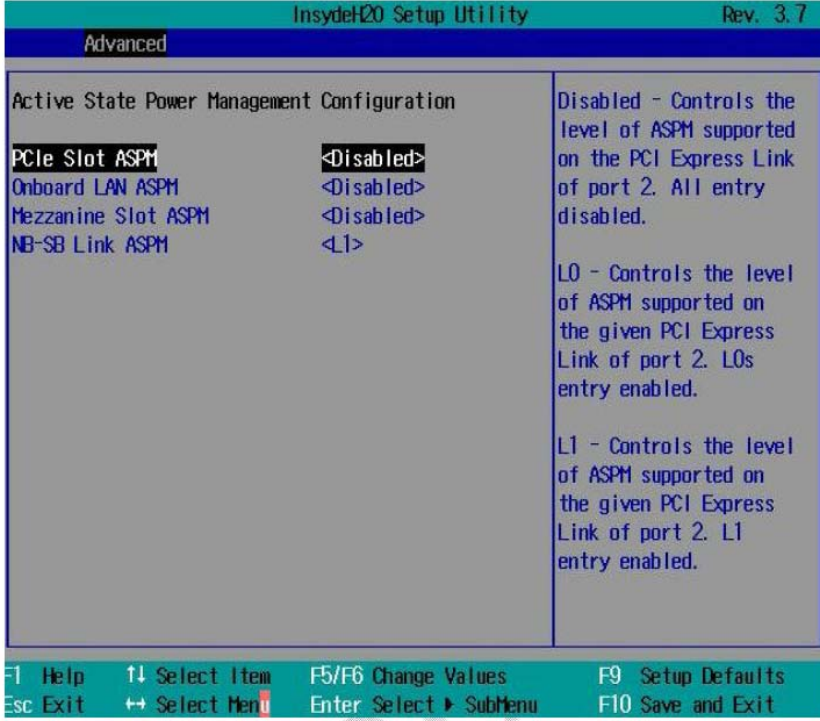 InsydeH2O Setup Utility Rev. 3.7
Advanced
Active State Power Management Configuration
PCIe Slot ASPM <Disabled>
Onboard LAN ASPM <Disabled>
Mezzanine Slot ASPM <Disabled>
NB-SB Link ASPM <L1>
Disabled - Controls the
level of ASPM supported
on the PCI Express Link
of port 2. All entry
disabled.
L0 - Controls the level
of ASPM supported on
the given PCI Express
Link of port 2. L0s
entry enabled.
L1 - Controls the level
of ASPM supported on
the given PCI Express
Link of port 2. L1
entry enabled.
F1 Help ↑↓ Select Item F5/F6 Change Values F9 Setup Defaults
Esc Exit ↔ Select Menu Enter Select ▶ SubMenu F10 Save and Exit